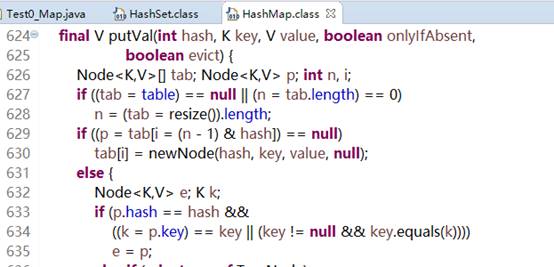 Test0_Map.java HashSet.class HashMap.class
624 final V putVal(int hash, K key, V value, boolean onlyIfAbsent,
625 boolean evict) {
626 Node<K,V>[] tab; Node<K,V> p; int n, i;
627 if ((tab = table) == null || (n = tab.length) == 0)
628 n = (tab = resize()).length;
629 if ((p = tab[i = (n - 1) & hash]) == null)
630 tab[i] = newNode(hash, key, value, null);
631 else {
632 Node<K,V> e; K k;
633 if (p.hash == hash &&
634 ((k = p.key) == key || (key != null && key.equals(k))))
635 e = p;